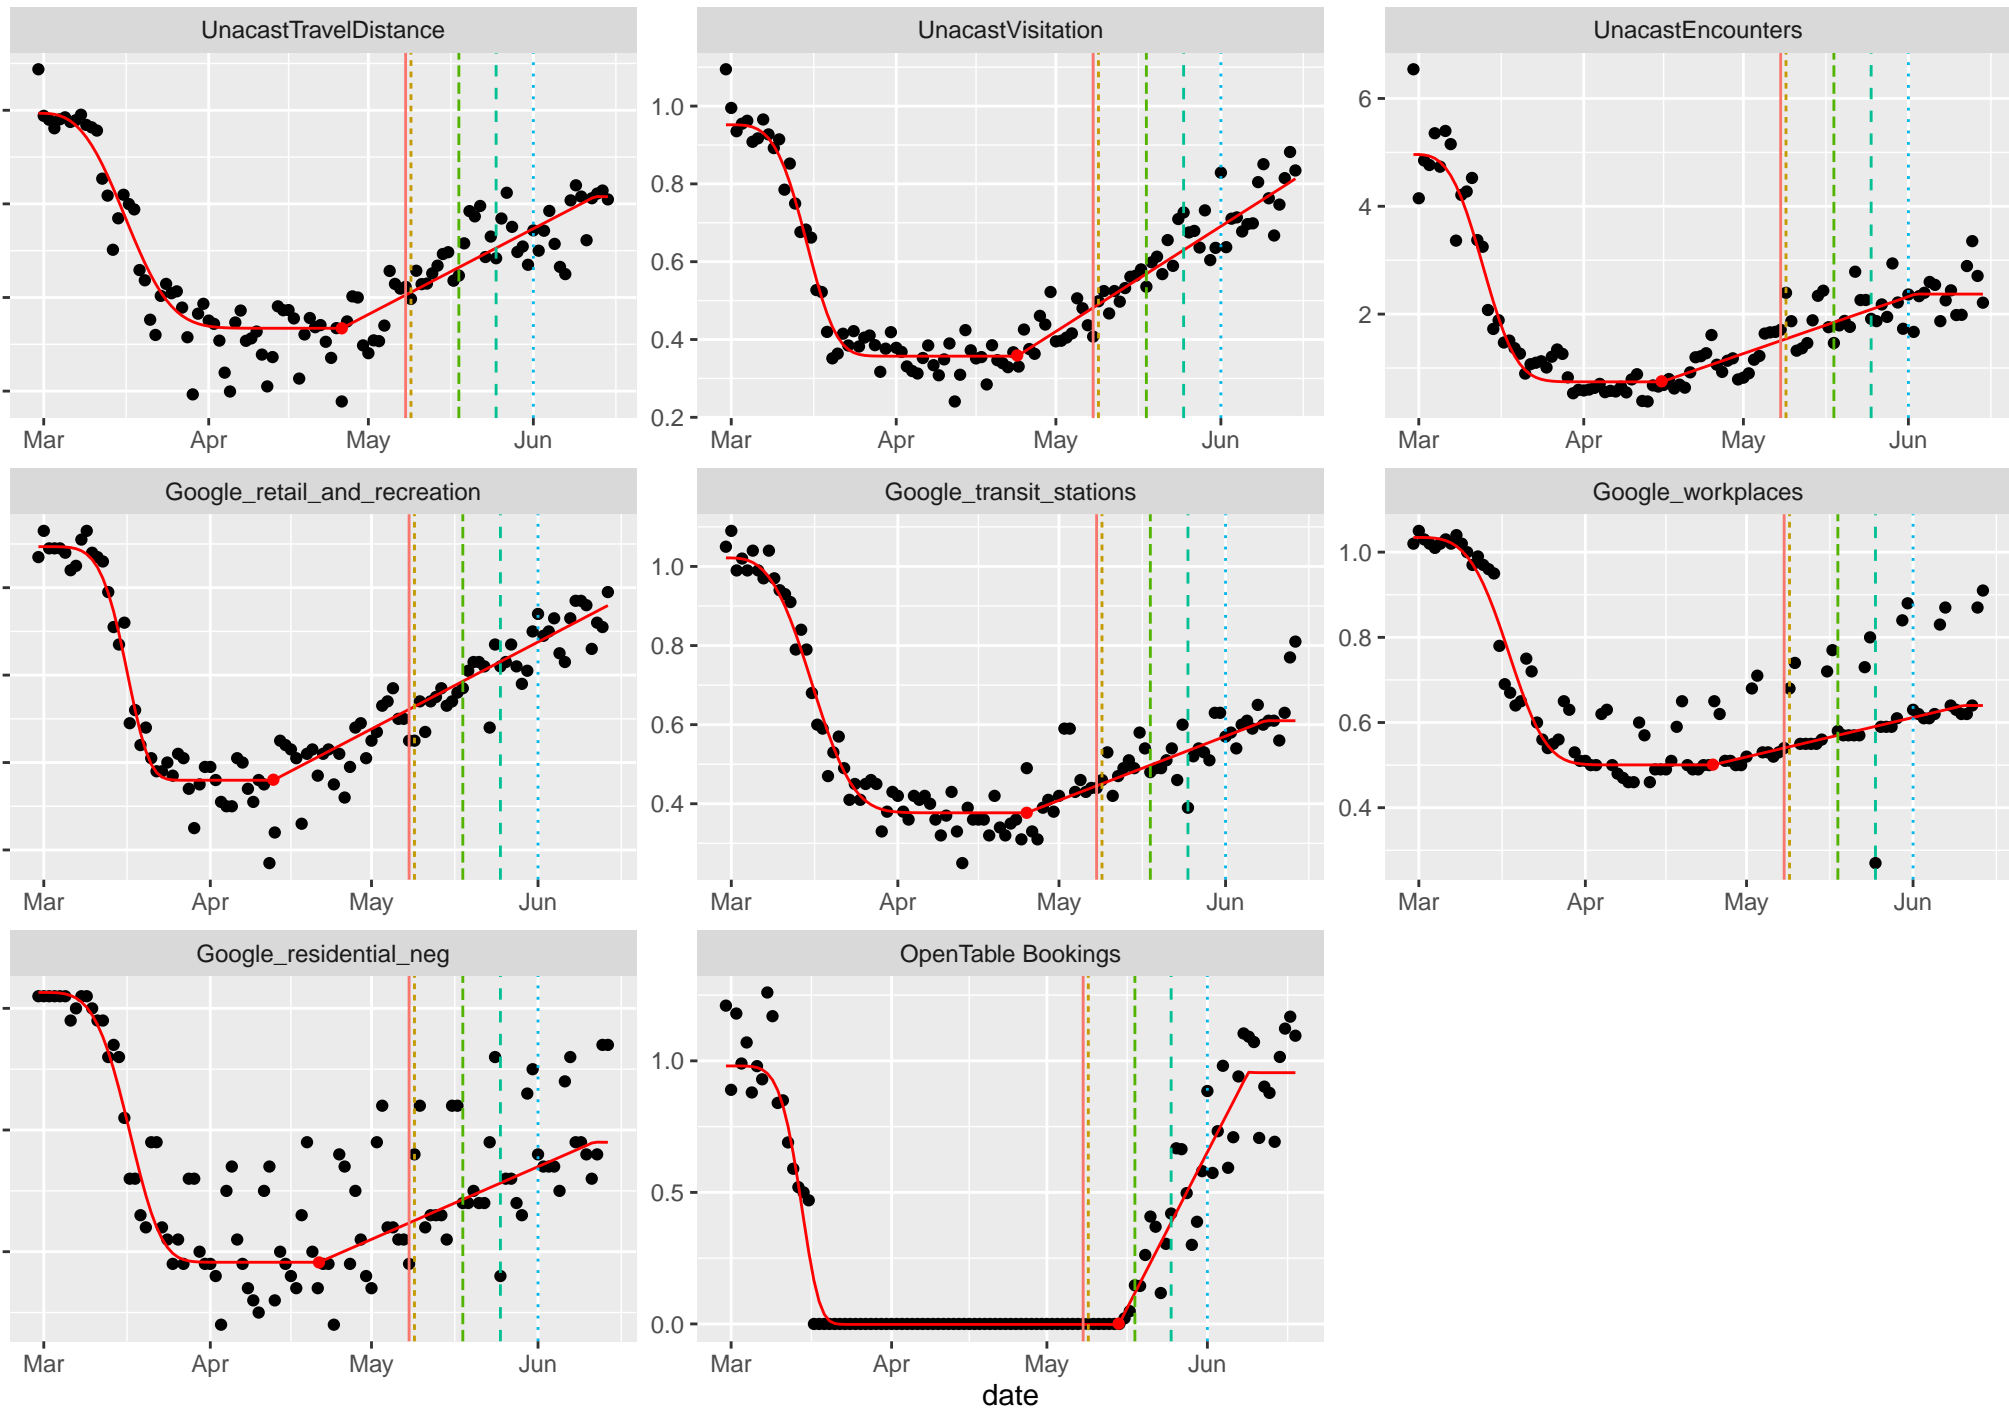 UnacastTravelDistance UnacastVisitation UnacastEncounters
1.0
0.8
0.6
0.4
0.2
6
4
2
Mar Apr May Jun Mar Apr May Jun Mar Apr May Jun
Google_retail_and_recreation Google_transit_stations Google_workplaces
1.0
0.8
0.6
0.4
1.0
0.8
0.6
0.4
Mar Apr May Jun Mar Apr May Jun Mar Apr May Jun
Google_residential_neg OpenTable Bookings
1.0
0.5
0.0
Mar Apr May Jun Mar Apr May Jun
date